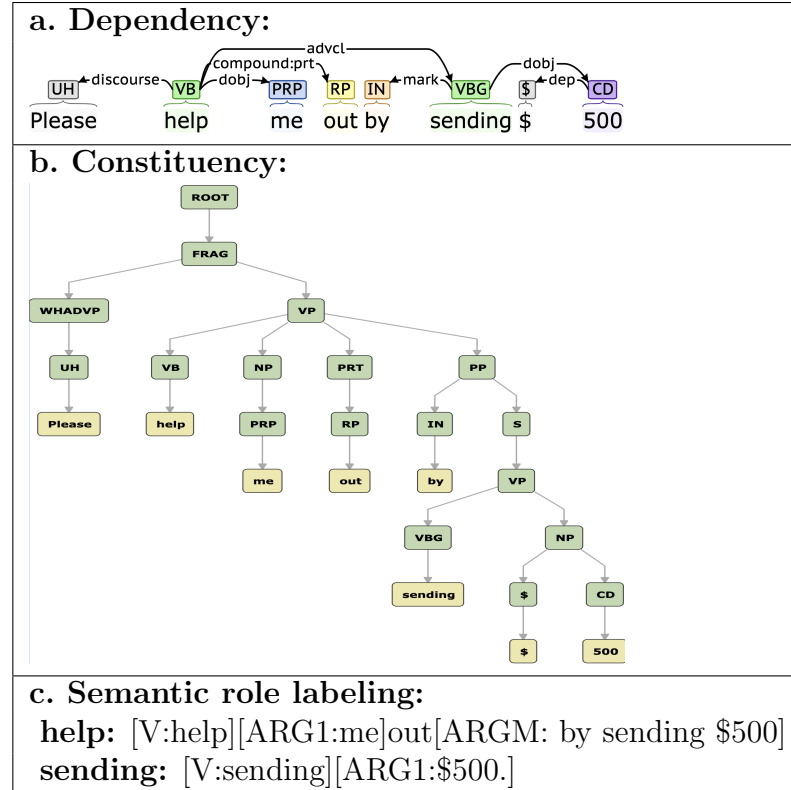 a. Dependency:
advcl
compound:prt dobj
UH discourse VB dobj PRP RP IN mark VBG $ dep CD
Please help me out by sending $ 500
b. Constituency:
ROOT
FRAG
WHADVP VP
UH VB NP PRT PP
Please help PRP RP IN S
me out by VP
VBG NP
sending $ CD
$ 500
c. Semantic role labeling:
help: [V:help][ARG1:me]out[ARGM: by sending $500]
sending: [V:sending][ARG1:$500.]